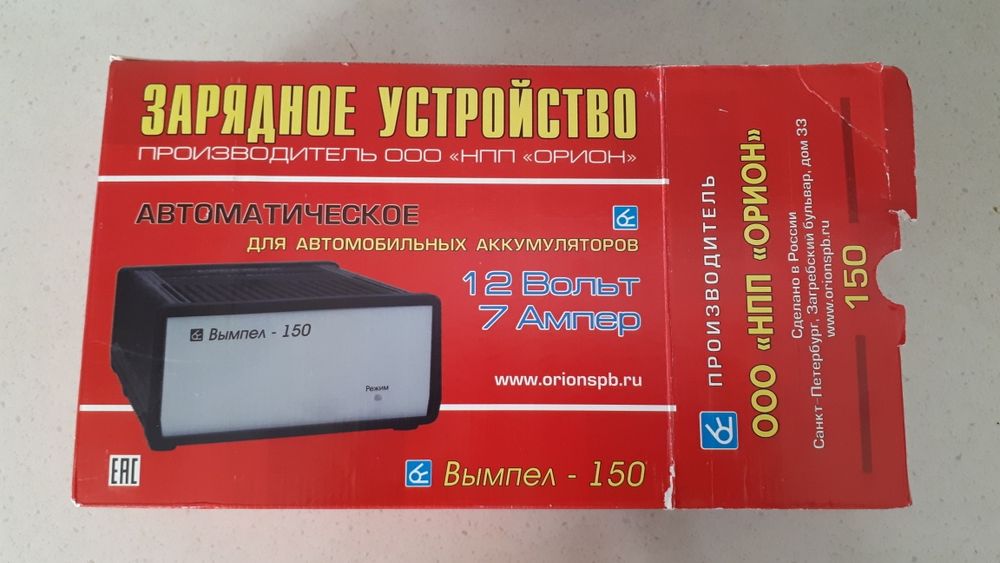 ЗАРЯДНОЕ УСТРОЙСТВО
ПРОИЗВОДИТЕЛЬ ООО «НПП «ОРИОН»
АВТОМАТИЧЕСКОЕ
ДЛЯ АВТОМОБИЛЬНЫХ АККУМУЛЯТОРОВ
12 Вольт
7 Ампер
Вымпел - 150
Режим
www.orionspb.ru
EAC
Вымпел - 150
ПРОИЗВОДИТЕЛЬ
ООО «НПП «ОРИОН»
Сделано в России
Санкт-Петербург, Загребский бульвар, дом 33
www.orionspb.ru
150